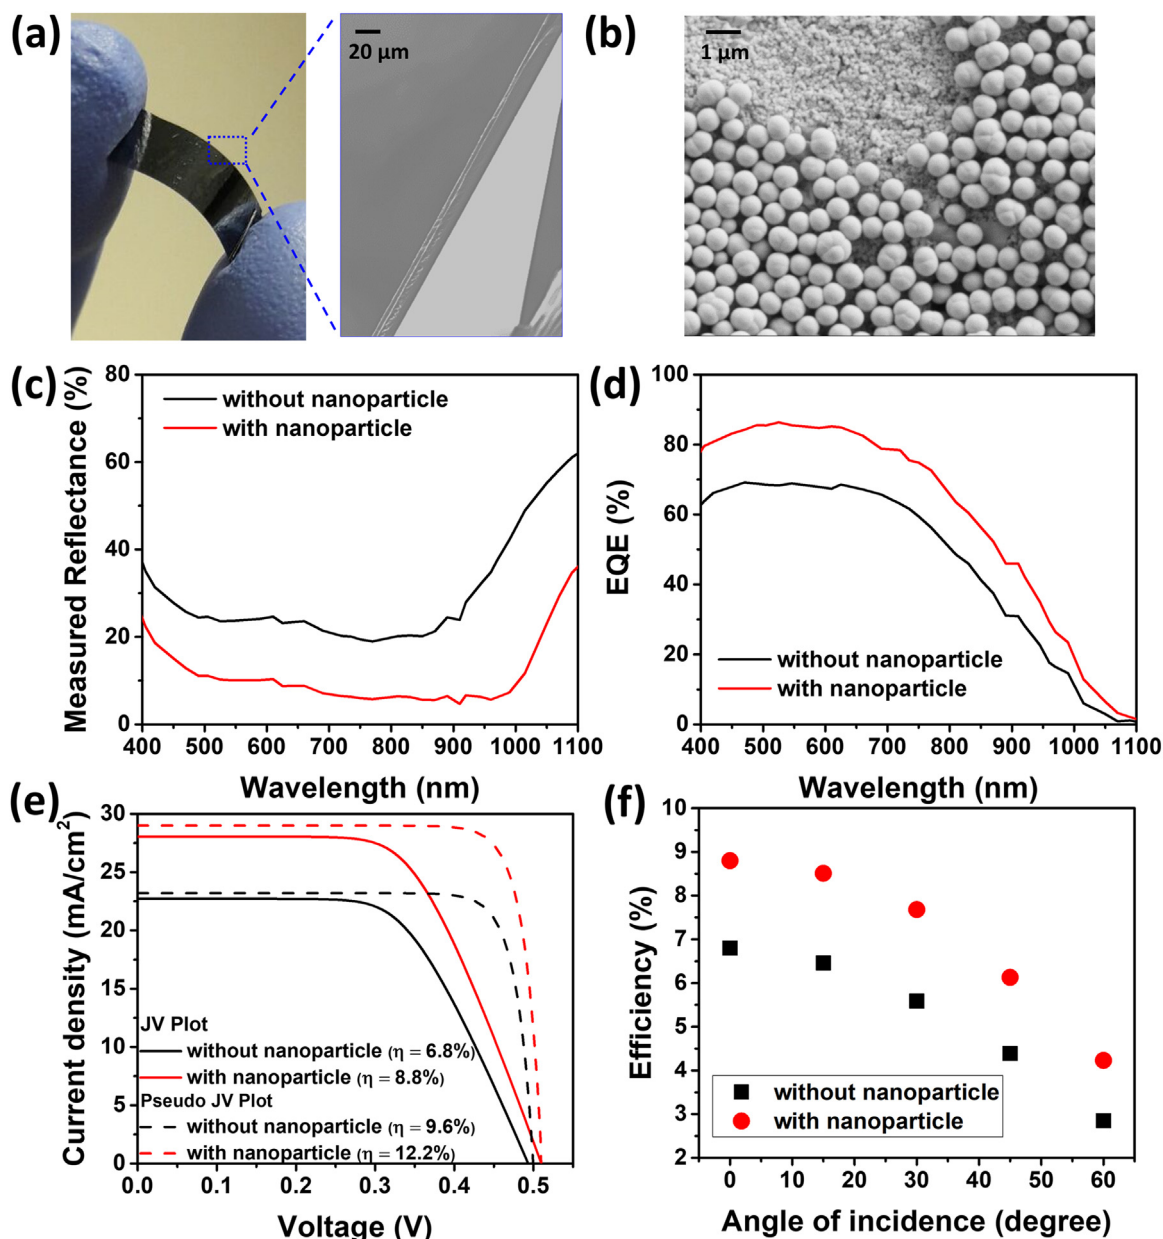 (a)
20 µm
(b)
1 µm
(c)
Measured Reflectance (%)
80
60
40
20
0
without nanoparticle
with nanoparticle
400 500 600 700 800 900 1000 1100
Wavelength (nm)
(d)
EQE (%)
100
80
60
40
20
0
without nanoparticle
with nanoparticle
400 500 600 700 800 900 1000 1100
Wavelength (nm)
(e)
Current density (mA/cm²)
30
25
20
15
10
5
0
JV Plot
without nanoparticle (η = 6.8%)
with nanoparticle (η = 8.8%)
Pseudo JV Plot
without nanoparticle (η = 9.6%)
with nanoparticle (η = 12.2%)
0.0 0.1 0.2 0.3 0.4 0.5
Voltage (V)
(f)
Efficiency (%)
10
9
8
7
6
5
4
3
2
without nanoparticle
with nanoparticle
0 10 20 30 40 50 60
Angle of incidence (degree)